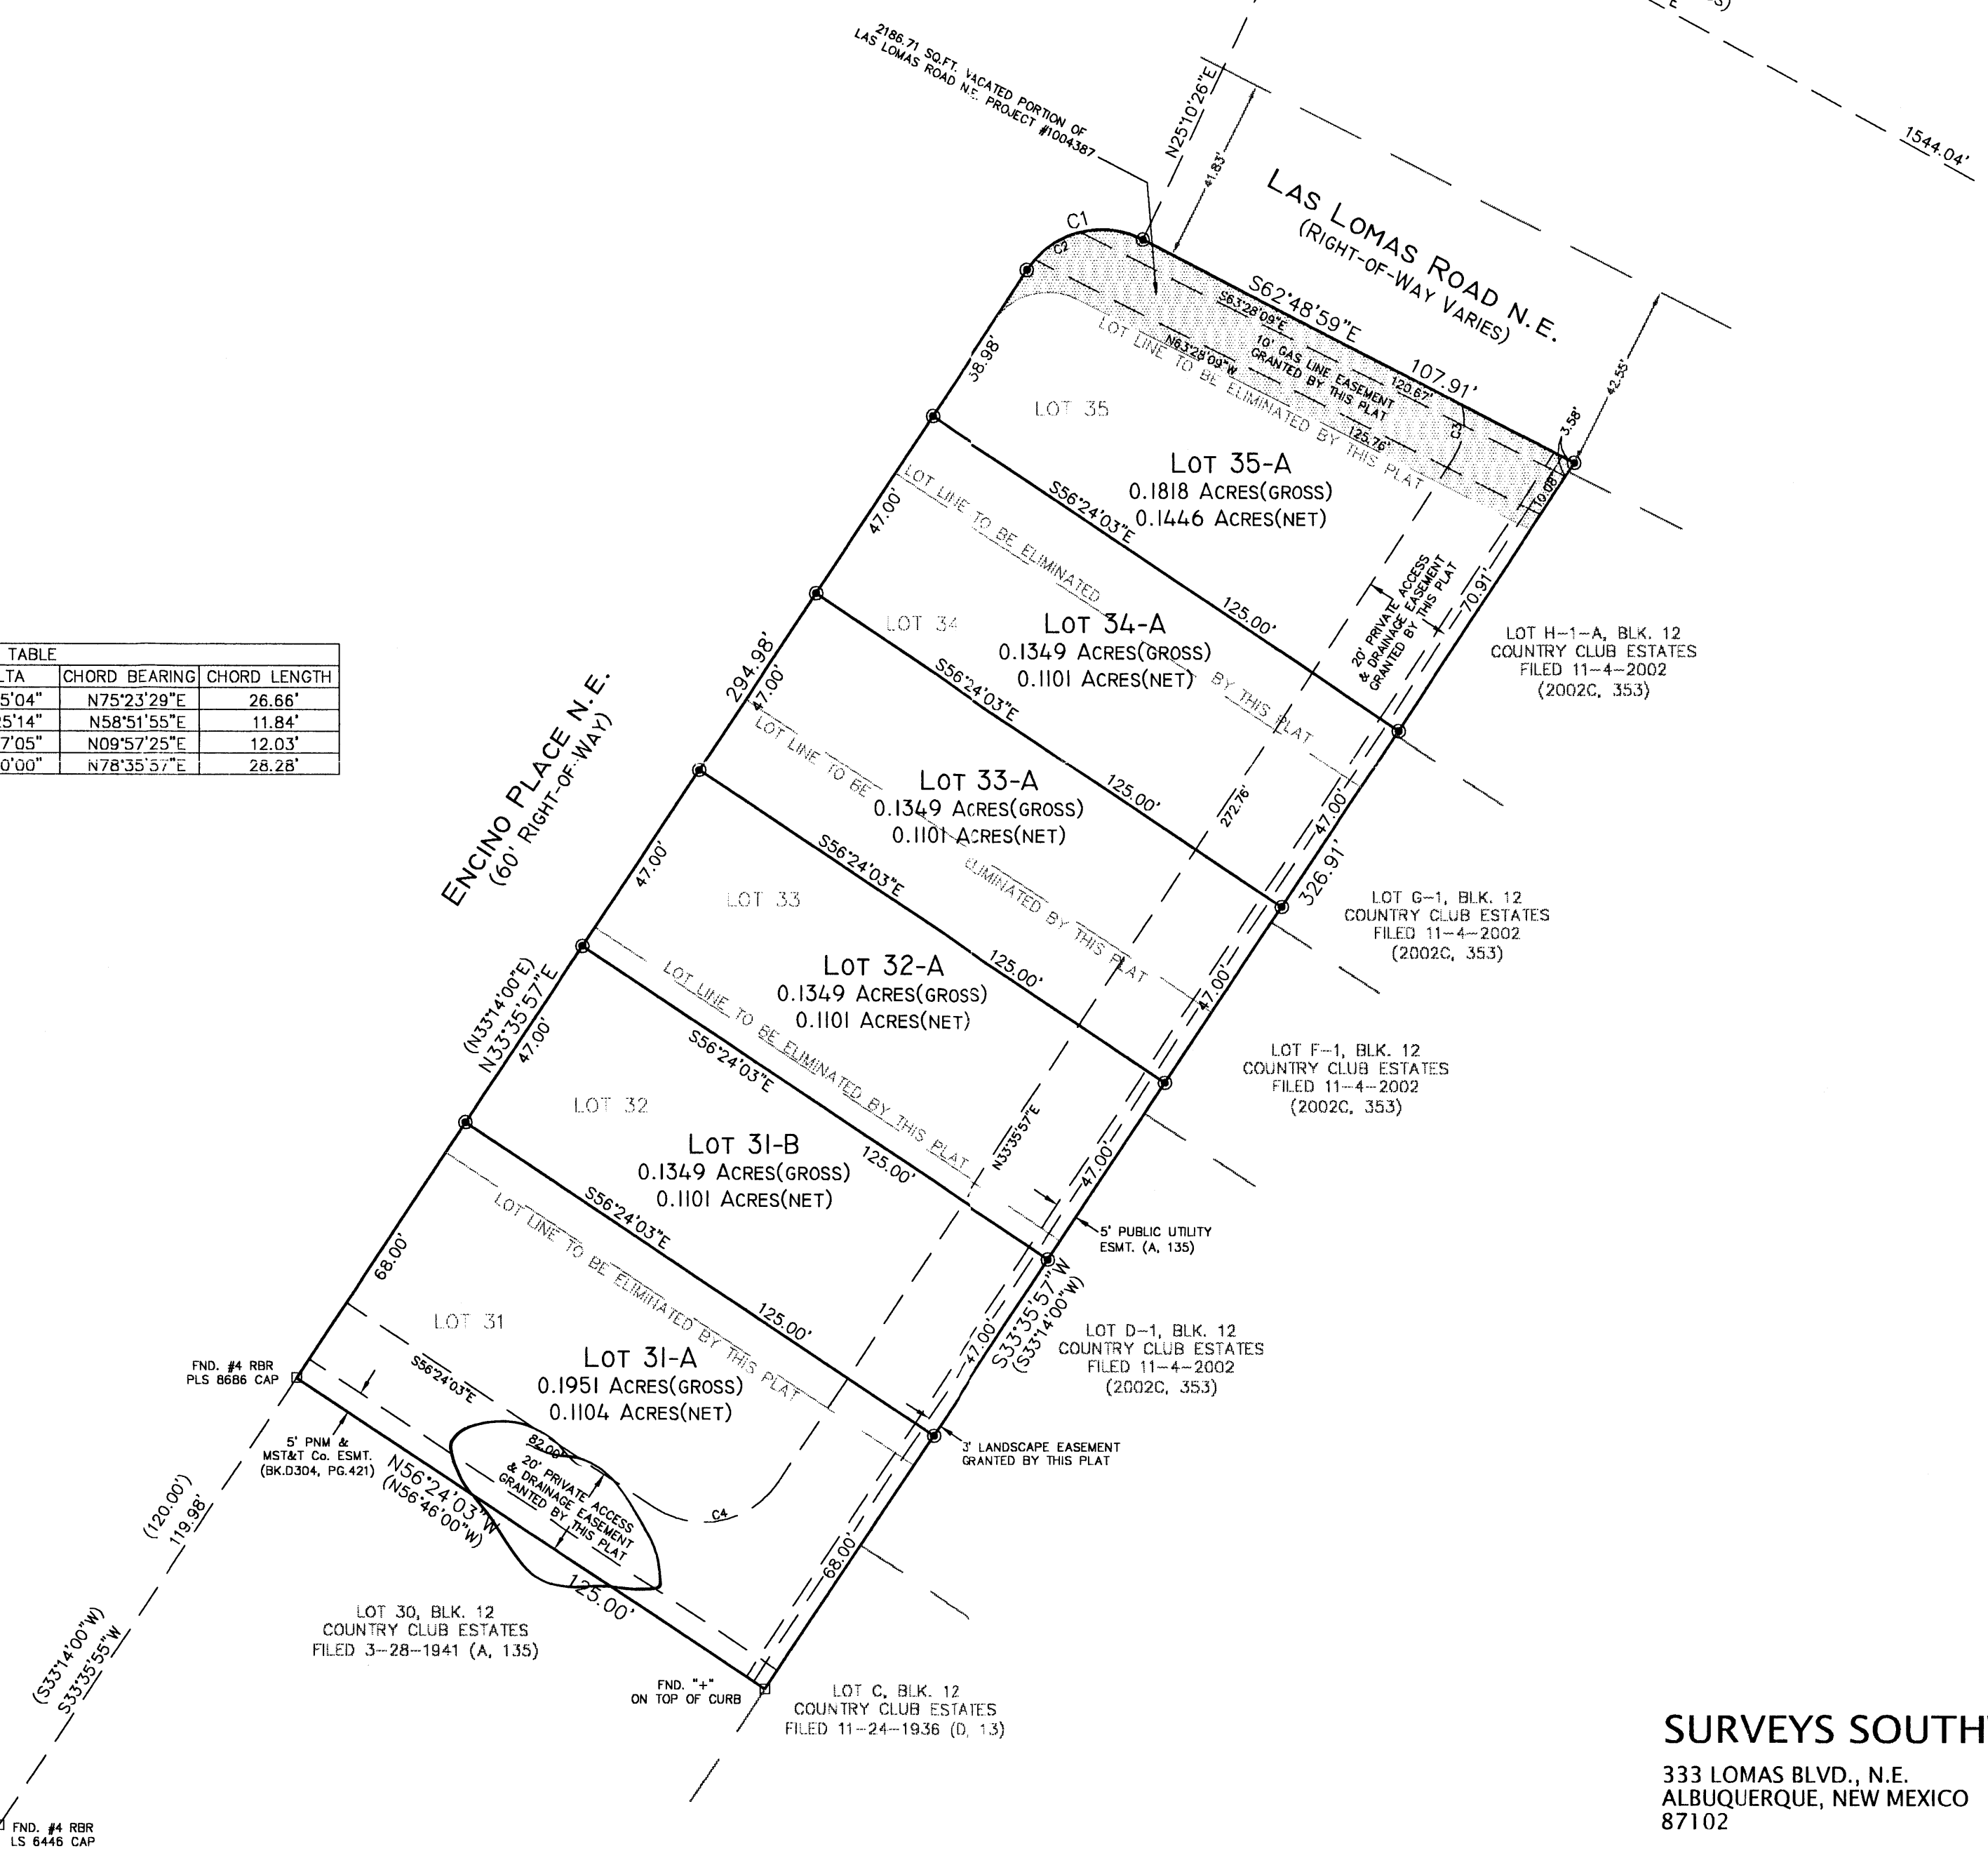 2186.71 SQ.FT. VACATED PORTION OF
LAS LOMAS ROAD N.E. PROJECT #1004387
N25°10'26"E
41.83'
1544.04'
LAS LOMAS ROAD N.E.
(RIGHT-OF-WAY VARIES)
C1
C2
S62°48'59"E
107.91'
S63°28'09"E
120.67'
10' GAS LINE EASEMENT
GRANTED BY THIS PLAT
N63°28'09"W
125.76'
LOT LINE TO BE ELIMINATED BY THIS PLAT
C3
42.55'
3.58'
10.08'
58.98'
LOT 35
LOT 35-A
0.1818 ACRES(GROSS)
0.1446 ACRES(NET)
S56°24'03"E
125.00'
70.91'
20' PRIVATE ACCESS
& DRAINAGE EASEMENT
GRANTED BY THIS PLAT
LOT H-1-A, BLK. 12
COUNTRY CLUB ESTATES
FILED 11-4-2002
(2002C, 353)
47.00'
LOT LINE TO BE ELIMINATED BY THIS PLAT
LOT 34
LOT 34-A
0.1349 ACRES(GROSS)
0.1101 ACRES(NET)
S56°24'03"E
125.00'
47.00'
TABLE
LTA
CHORD BEARING
CHORD LENGTH
5'04"
N75°23'29"E
26.66'
5'14"
N58°51'55"E
11.84'
7'05"
N09°57'25"E
12.03'
0'00"
N78°35'57"E
28.28'
ENCINO PLACE N.E.
(60' RIGHT-OF-WAY)
294.98'
47.00'
LOT LINE TO BE ELIMINATED BY THIS PLAT
LOT 33-A
0.1349 ACRES(GROSS)
0.1101 ACRES(NET)
272.76'
326.91'
S56°24'03"E
125.00'
47.00'
LOT G-1, BLK. 12
COUNTRY CLUB ESTATES
FILED 11-4-2002
(2002C, 353)
47.00'
LOT 33
LOT 32-A
0.1349 ACRES(GROSS)
0.1101 ACRES(NET)
LOT LINE TO BE ELIMINATED BY THIS PLAT
S56°24'03"E
125.00'
47.00'
LOT F-1, BLK. 12
COUNTRY CLUB ESTATES
FILED 11-4-2002
(2002C, 353)
(N33°14'00"E)
N33°35'57"E
47.00'
LOT 32
LOT 31-B
0.1349 ACRES(GROSS)
0.1101 ACRES(NET)
N33°35'57"E
5' PUBLIC UTILITY
ESMT. (A, 135)
S56°24'03"E
125.00'
47.00'
S33°35'57"W
(S33°14'00"W)
LOT D-1, BLK. 12
COUNTRY CLUB ESTATES
FILED 11-4-2002
(2002C, 353)
68.00'
LOT LINE TO BE ELIMINATED BY THIS PLAT
LOT 31
LOT 31-A
0.1951 ACRES(GROSS)
0.1104 ACRES(NET)
S56°24'03"E
82.00'
C4
3' LANDSCAPE EASEMENT
GRANTED BY THIS PLAT
FND. #4 RBR
PLS 8686 CAP
5' PNM &
MST&T Co. ESMT.
(BK.D304, PG.421)
N56°24'03"W
(N56°46'00"W)
125.00'
20' PRIVATE ACCESS
& DRAINAGE EASEMENT
GRANTED BY THIS PLAT
68.00'
(120.00')
119.98'
(S33°14'00"W)
S33°35'55"W
LOT 30, BLK. 12
COUNTRY CLUB ESTATES
FILED 3-28-1941 (A, 135)
FND. "+"
ON TOP OF CURB
LOT C, BLK. 12
COUNTRY CLUB ESTATES
FILED 11-24-1936 (D, 13)
FND. #4 RBR
LS 6446 CAP
SURVEYS SOUTH
333 LOMAS BLVD., N.E.
ALBUQUERQUE, NEW MEXICO
87102